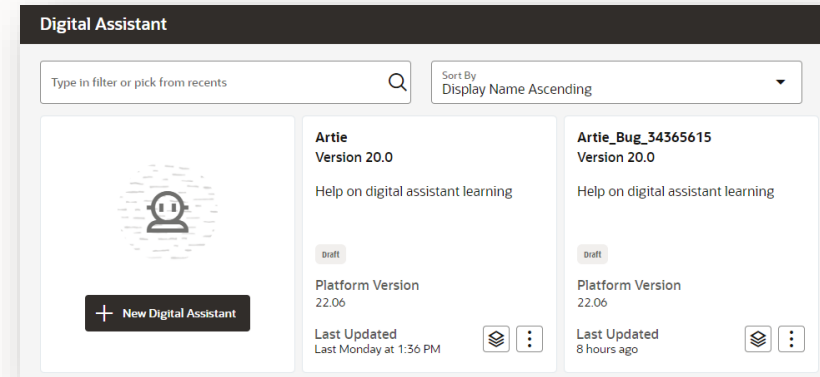 Digital Assistant
Type in filter or pick from recents
Sort By
Display Name Ascending
New Digital Assistant
Artie
Version 20.0
Help on digital assistant learning
Draft
Platform Version
22.06
Last Updated
Last Monday at 1:36 PM
Artie_Bug_34365615
Version 20.0
Help on digital assistant learning
Draft
Platform Version
22.06
Last Updated
8 hours ago